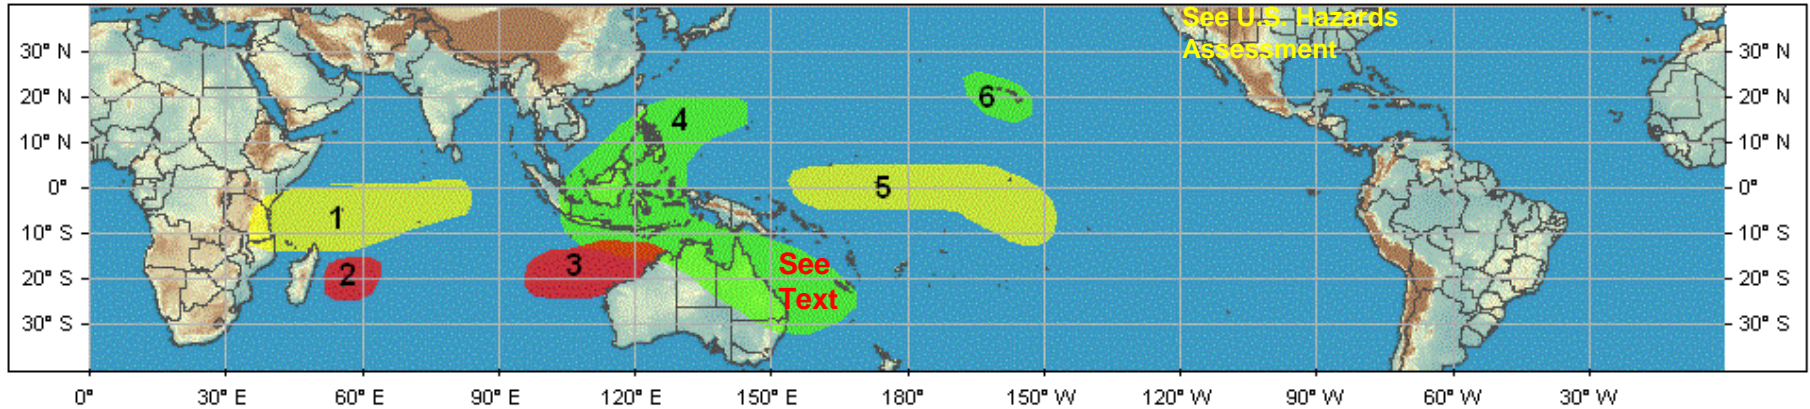 See U.S. Hazards
Assessment
30° N
30° N
20° N
6
20° N
4
10° N
10° N
0°
5
0°
1
10° S
10° S
See
3
2
20° S
20° S
Text
30° S
30° S
0°
30° E
60° E
90° E
120° E
150° E
180°
150° W
120° W
90° W
60° W
30° W